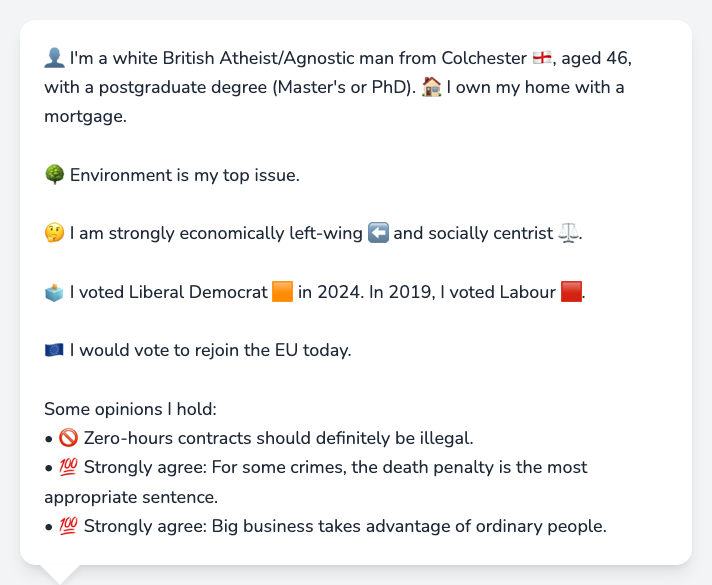 👤 I'm a white British Atheist/Agnostic man from Colchester 🏴󠁧󠁢󠁥󠁮󠁧󠁿, aged 46,
with a postgraduate degree (Master's or PhD). 🏠 I own my home with a
mortgage.
🌳 Environment is my top issue.
🤔 I am strongly economically left-wing ⬅️ and socially centrist ⚖️.
🗳️ I voted Liberal Democrat 🟧 in 2024. In 2019, I voted Labour 🟥.
🇪🇺 I would vote to rejoin the EU today.
Some opinions I hold:
• 🚫 Zero-hours contracts should definitely be illegal.
• 💯 Strongly agree: For some crimes, the death penalty is the most
appropriate sentence.
• 💯 Strongly agree: Big business takes advantage of ordinary people.